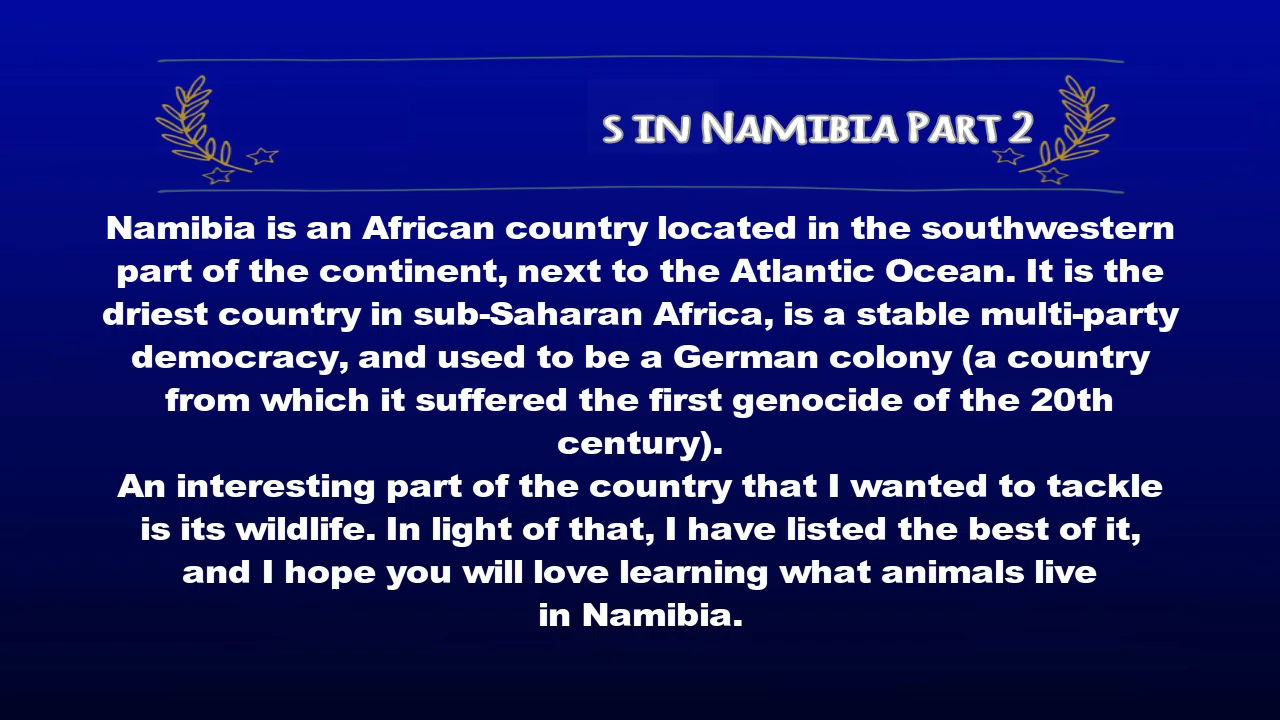 s in Namibia Part 2
Namibia is an African country located in the southwestern
part of the continent, next to the Atlantic Ocean. It is the
driest country in sub-Saharan Africa, is a stable multi-party
democracy, and used to be a German colony (a country
from which it suffered the first genocide of the 20th
century).
An interesting part of the country that I wanted to tackle
is its wildlife. In light of that, I have listed the best of it,
and I hope you will love learning what animals live
in Namibia.